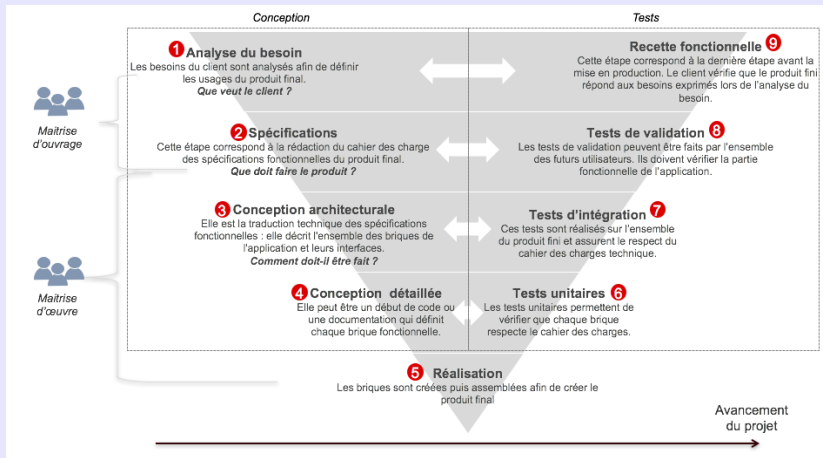 Conception
Tests
1 Analyse du besoin
Les besoins du client sont analysés afin de définir
les usages du produit final.
Que veut le client ?
Recette fonctionnelle 9
Cette étape correspond à la dernière étape avant la
mise en production. Le client vérifie que le produit fini
répond aux besoins exprimés lors de l'analyse du
besoin.
Maîtrise
d'ouvrage
2 Spécifications
Cette étape correspond à la rédaction du cahier des charge
des spécifications fonctionnelles du produit final.
Que doit faire le produit ?
Tests de validation 8
Les tests de validation peuvent être faits par l'ensemble
des futurs utilisateurs. Ils doivent vérifier la partie
fonctionnelle de l'application.
3 Conception architecturale
Elle est la traduction technique des spécifications
fonctionnelles : elle décrit l'ensemble des briques de
l'application et leurs interfaces.
Comment doit-il être fait ?
Tests d'intégration 7
Ces tests sont réalisés sur l'ensemble
du produit fini et assurent le respect du
cahier des charges technique.
Maîtrise
d'œuvre
4 Conception détaillée
Elle peut être un début de code ou
une documentation qui définit
chaque brique fonctionnelle.
Tests unitaires 6
Les tests unitaires permettent de
vérifier que chaque brique
respecte le cahier des charges.
5 Réalisation
Les briques sont créées puis assemblées afin de créer le
produit final
Avancement
du projet